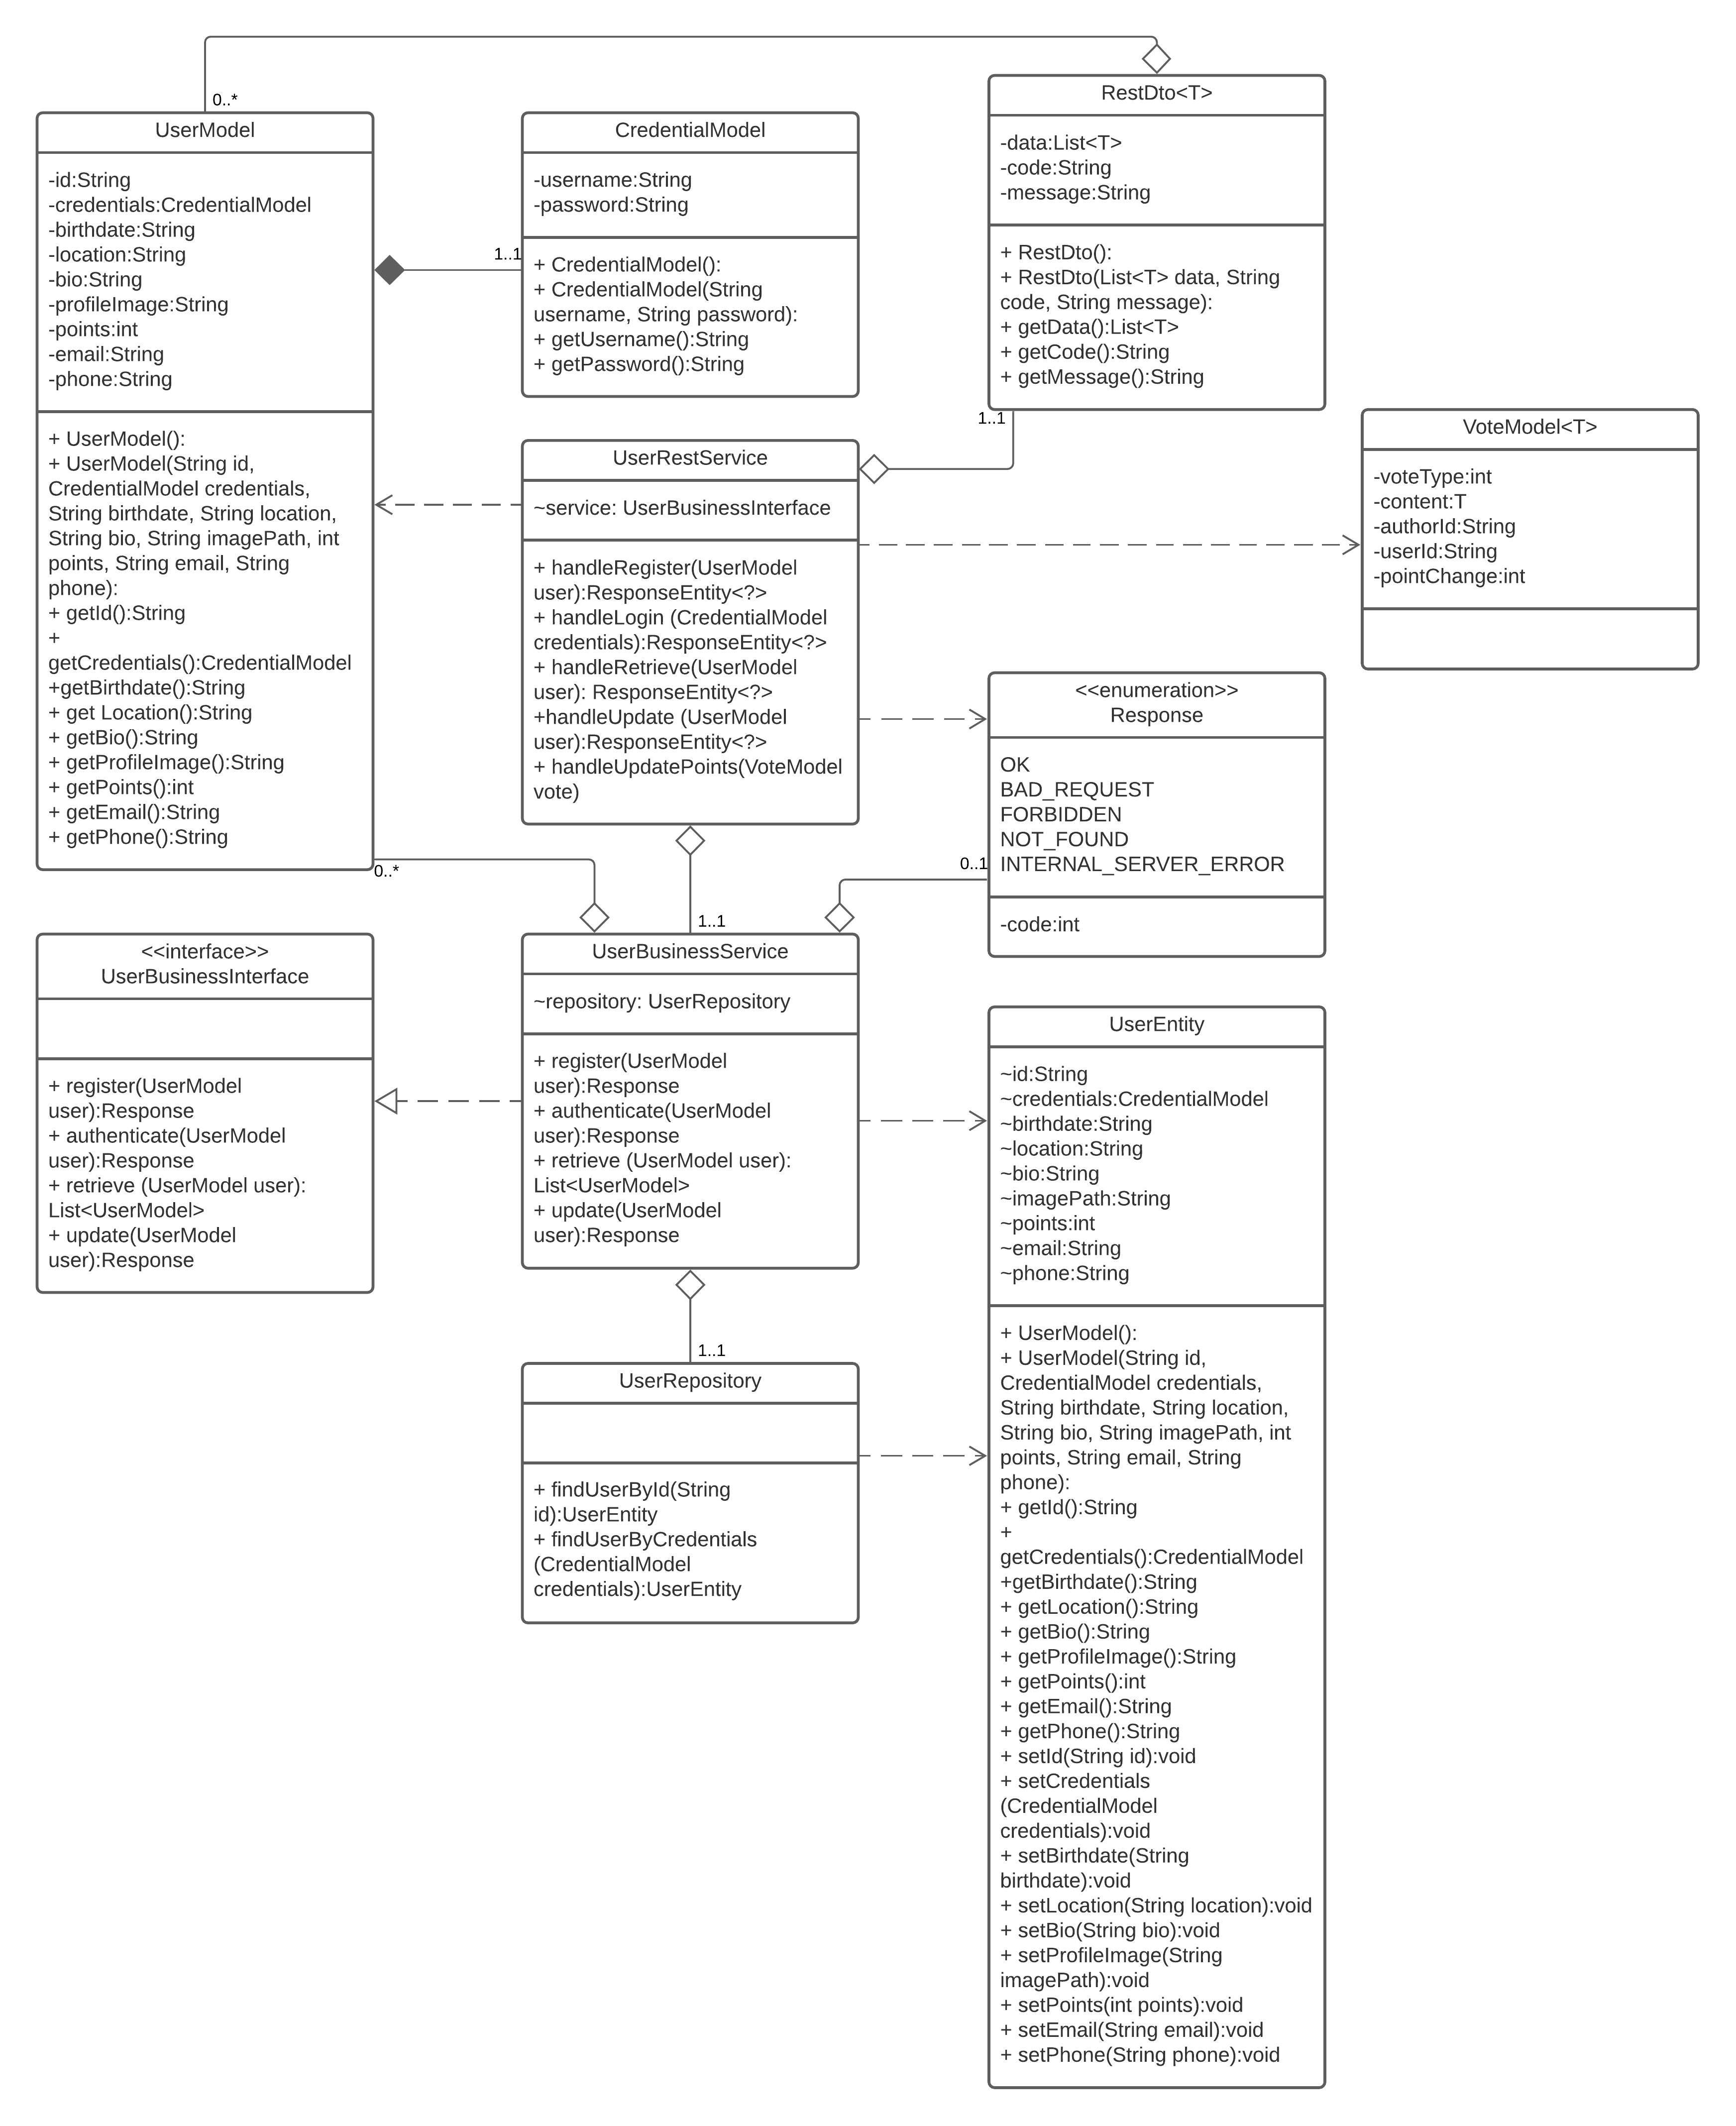 0..*
UserModel
-id:String
-credentials:CredentialModel
-birthdate:String
-location:String
-bio:String
-profileImage:String
-points:int
-email:String
-phone:String
+ UserModel():
+ UserModel(String id,
CredentialModel credentials,
String birthdate, String location,
String bio, String imagePath, int
points, String email, String
phone):
+ getId():String
+
getCredentials():CredentialModel
+getBirthdate():String
+ get Location():String
+ getBio():String
+ getProfileImage():String
+ getPoints():int
+ getEmail():String
+ getPhone():String
0..*
CredentialModel
-username:String
-password:String
1..1
+ CredentialModel():
+ CredentialModel(String
username, String password):
+ getUsername():String
+ getPassword():String
RestDto<T>
-data:List<T>
-code:String
-message:String
+ RestDto():
+ RestDto(List<T> data, String
code, String message):
+ getData():List<T>
+ getCode():String
+ getMessage():String
1..1
VoteModel<T>
-voteType:int
-content:T
-authorId:String
-userId:String
-pointChange:int
UserRestService
~service: UserBusinessInterface
+ handleRegister(UserModel
user):ResponseEntity<?>
+ handleLogin (CredentialModel
credentials):ResponseEntity<?>
+ handleRetrieve(UserModel
user): ResponseEntity<?>
+handleUpdate (UserModel
user):ResponseEntity<?>
+ handleUpdatePoints(VoteModel
vote)
1..1
<<enumeration>>
Response
OK
BAD_REQUEST
FORBIDDEN
NOT_FOUND
INTERNAL_SERVER_ERROR
0..1
-code:int
<<interface>>
UserBusinessInterface
+ register(UserModel
user):Response
+ authenticate(UserModel
user):Response
+ retrieve (UserModel user):
List<UserModel>
+ update(UserModel
user):Response
UserBusinessService
~repository: UserRepository
+ register(UserModel
user):Response
+ authenticate(UserModel
user):Response
+ retrieve (UserModel user):
List<UserModel>
+ update(UserModel
user):Response
1..1
UserRepository
+ findUserById(String
id):UserEntity
+ findUserByCredentials
(CredentialModel
credentials):UserEntity
UserEntity
~id:String
~credentials:CredentialModel
~birthdate:String
~location:String
~bio:String
~imagePath:String
~points:int
~email:String
~phone:String
+ UserModel():
+ UserModel(String id,
CredentialModel credentials,
String birthdate, String location,
String bio, String imagePath, int
points, String email, String
phone):
+ getId():String
+
getCredentials():CredentialModel
+getBirthdate():String
+ getLocation():String
+ getBio():String
+ getProfileImage():String
+ getPoints():int
+ getEmail():String
+ getPhone():String
+ setId(String id):void
+ setCredentials
(CredentialModel
credentials):void
+ setBirthdate(String
birthdate):void
+ setLocation(String location):void
+ setBio(String bio):void
+ setProfileImage(String
imagePath):void
+ setPoints(int points):void
+ setEmail(String email):void
+ setPhone(String phone):void